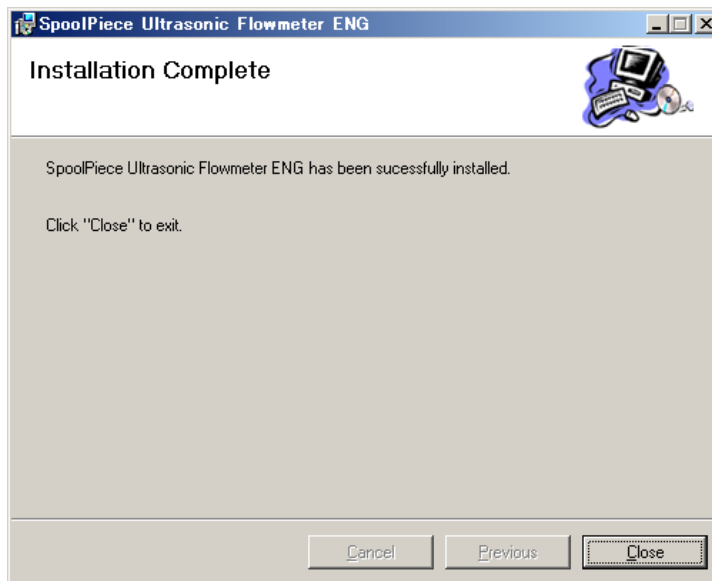 SpoolPiece Ultrasonic Flowmeter ENG
Installation Complete
SpoolPiece Ultrasonic Flowmeter ENG has been sucessfully installed.
Click "Close" to exit.
Cancel
Previous
Close